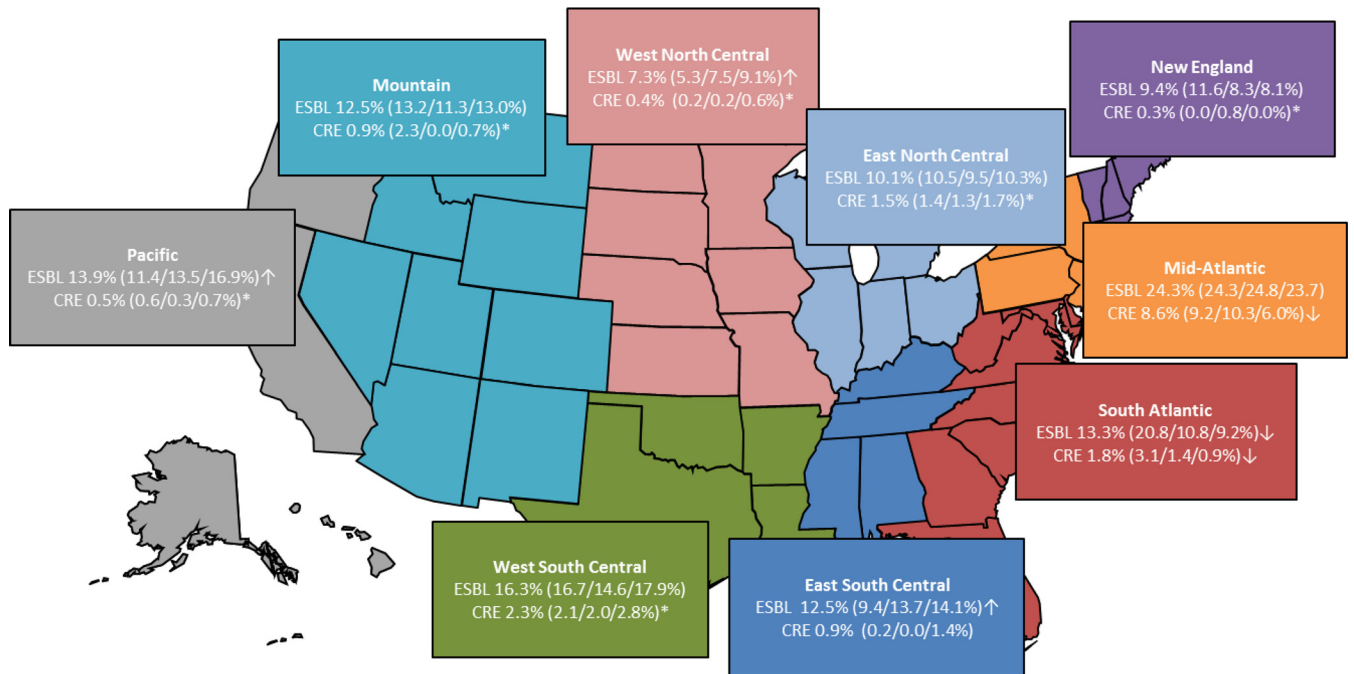 West North Central
ESBL 7.3% (5.3/7.5/9.1%)↑
CRE 0.4%  (0.2/0.2/0.6%)*
New England
ESBL 9.4% (11.6/8.3/8.1%)
CRE 0.3% (0.0/0.8/0.0%)*
Mountain
ESBL 12.5% (13.2/11.3/13.0%)
CRE 0.9% (2.3/0.0/0.7%)*
East North Central
ESBL 10.1% (10.5/9.5/10.3%)
CRE 1.5% (1.4/1.3/1.7%)*
Pacific
ESBL 13.9% (11.4/13.5/16.9%)↑
CRE 0.5% (0.6/0.3/0.7%)*
Mid-Atlantic
ESBL 24.3% (24.3/24.8/23.7)
CRE 8.6% (9.2/10.3/6.0%)↓
South Atlantic
ESBL 13.3% (20.8/10.8/9.2%)↓
CRE 1.8% (3.1/1.4/0.9%)↓
West South Central
ESBL 16.3% (16.7/14.6/17.9%)
CRE 2.3% (2.1/2.0/2.8%)*
East South Central
ESBL  12.5% (9.4/13.7/14.1%)↑
CRE 0.9%  (0.2/0.0/1.4%)